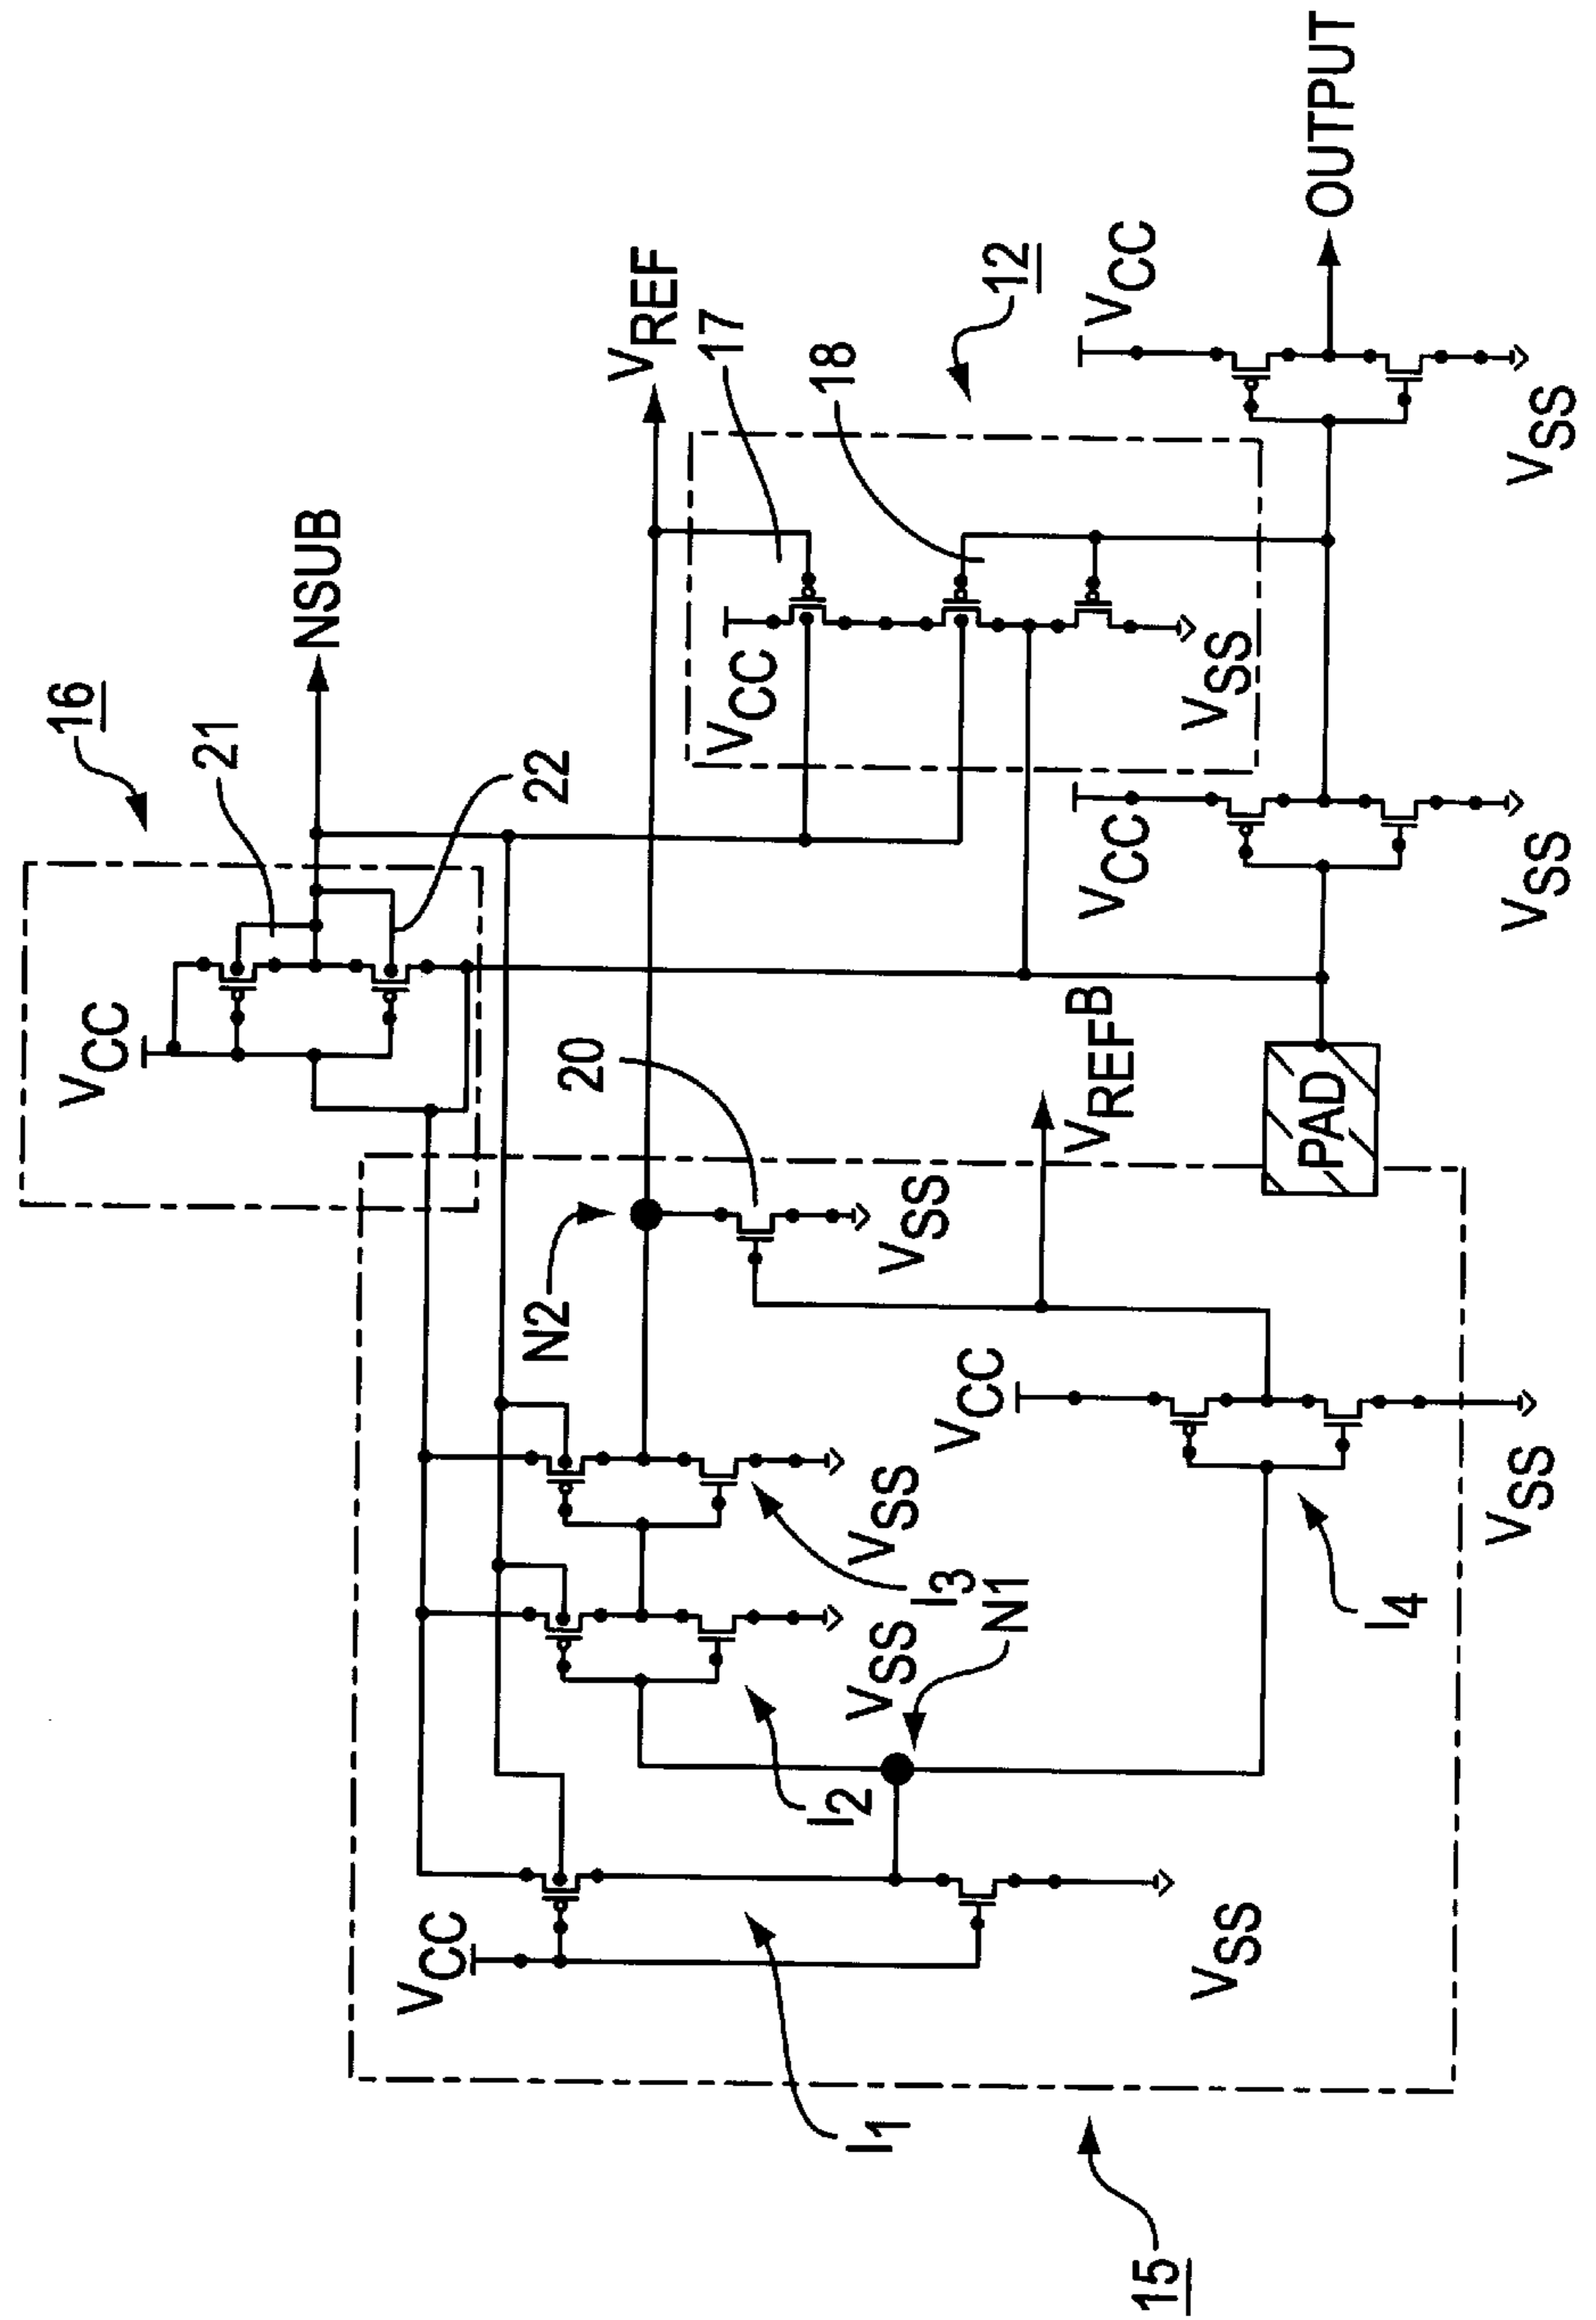 16
VCC
21
NSUB
22
VREF
17
12
18
VCC
VSS
VCC
OUTPUT
VSS
VCC
VSS
N2
20
VSS
VREFB
PAD
VCC
I1
I2
VSS
I3
VSS
N1
VCC
I4
VSS
VSS
15